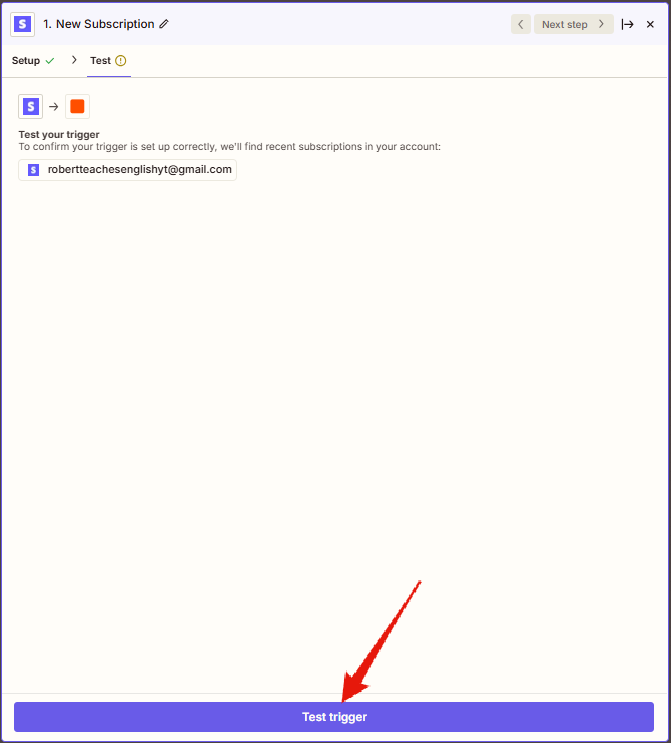 1. New Subscription
Next step
Setup
Test
Test your trigger
To confirm your trigger is set up correctly, we'll find recent subscriptions in your account:
robertteachesenglishyt@gmail.com
Test trigger